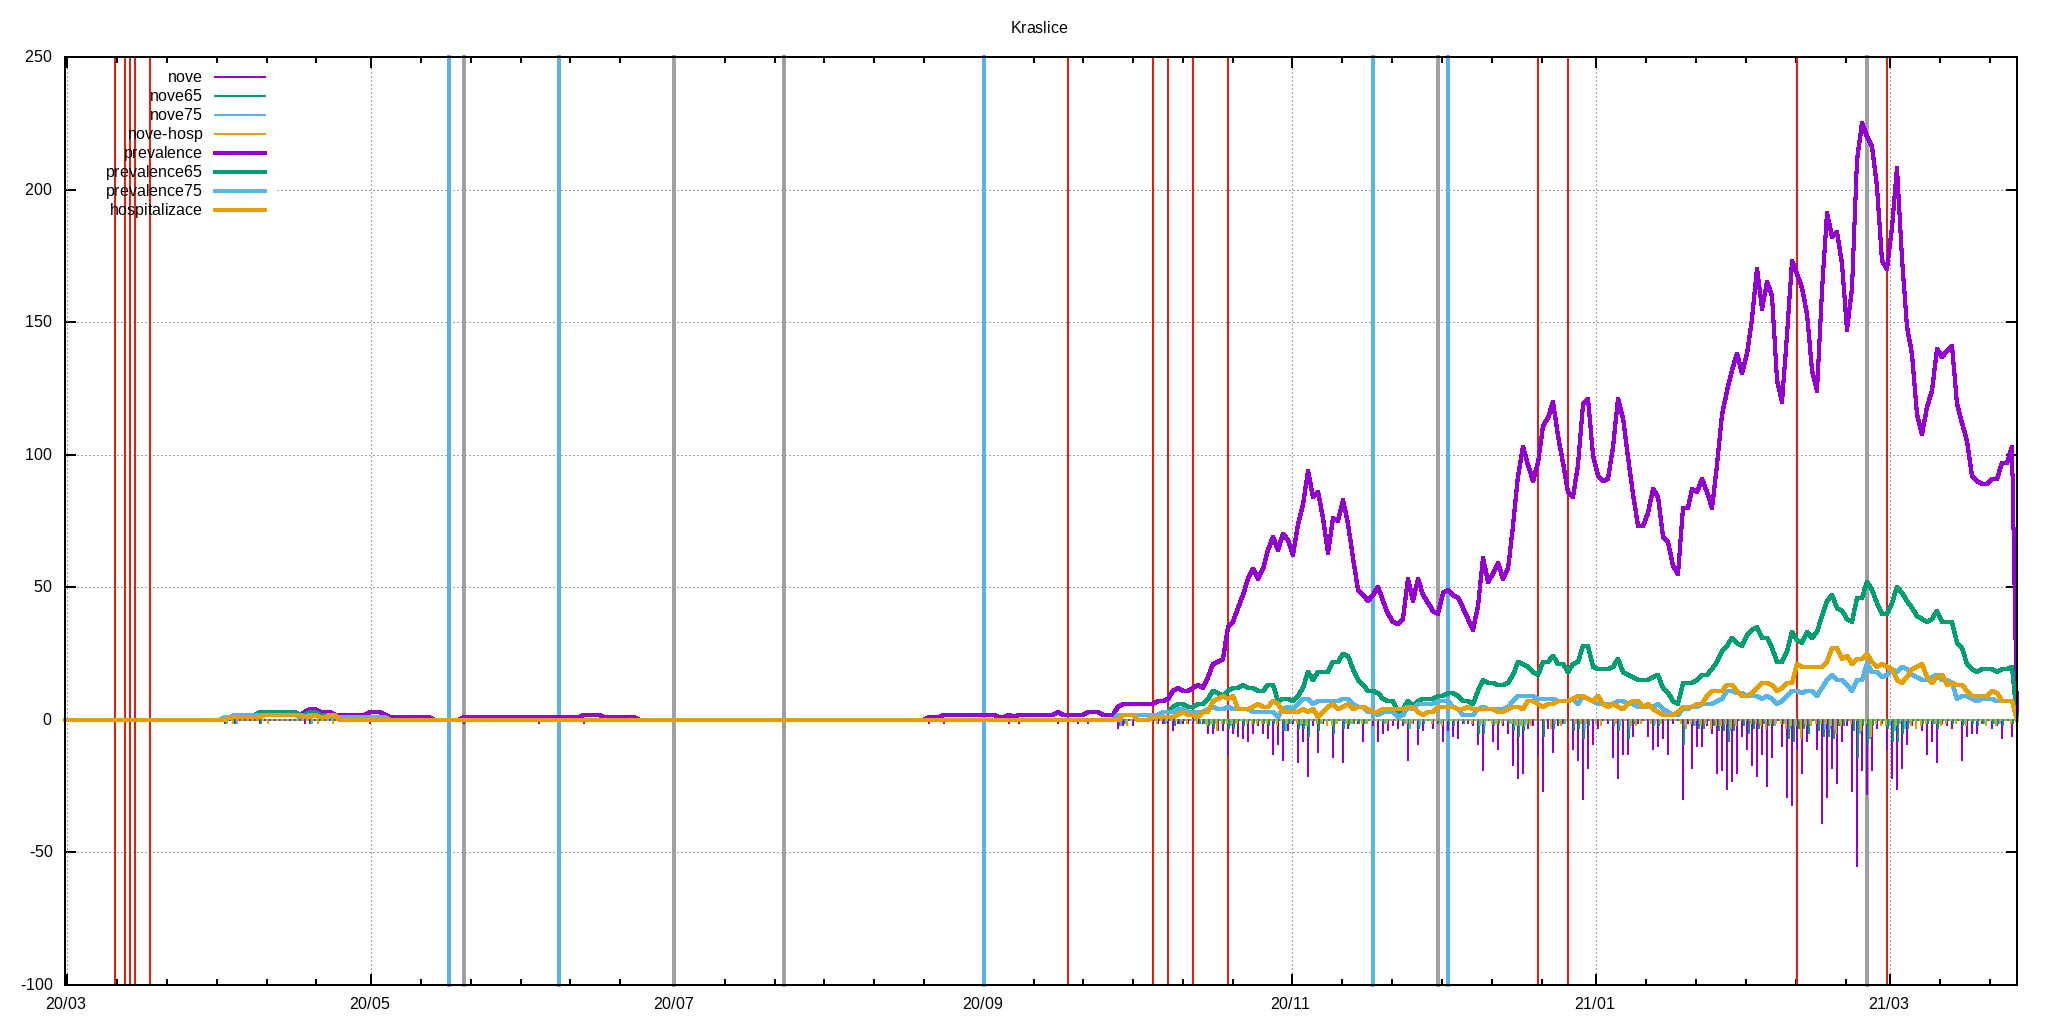 Kraslice
250
200
150
100
50
0
-50
-100
nove
nove65
nove75
nove-hosp
prevalence
prevalence65
prevalence75
hospitalizace
20/03 20/05 20/07 20/09 20/11 21/01 21/03